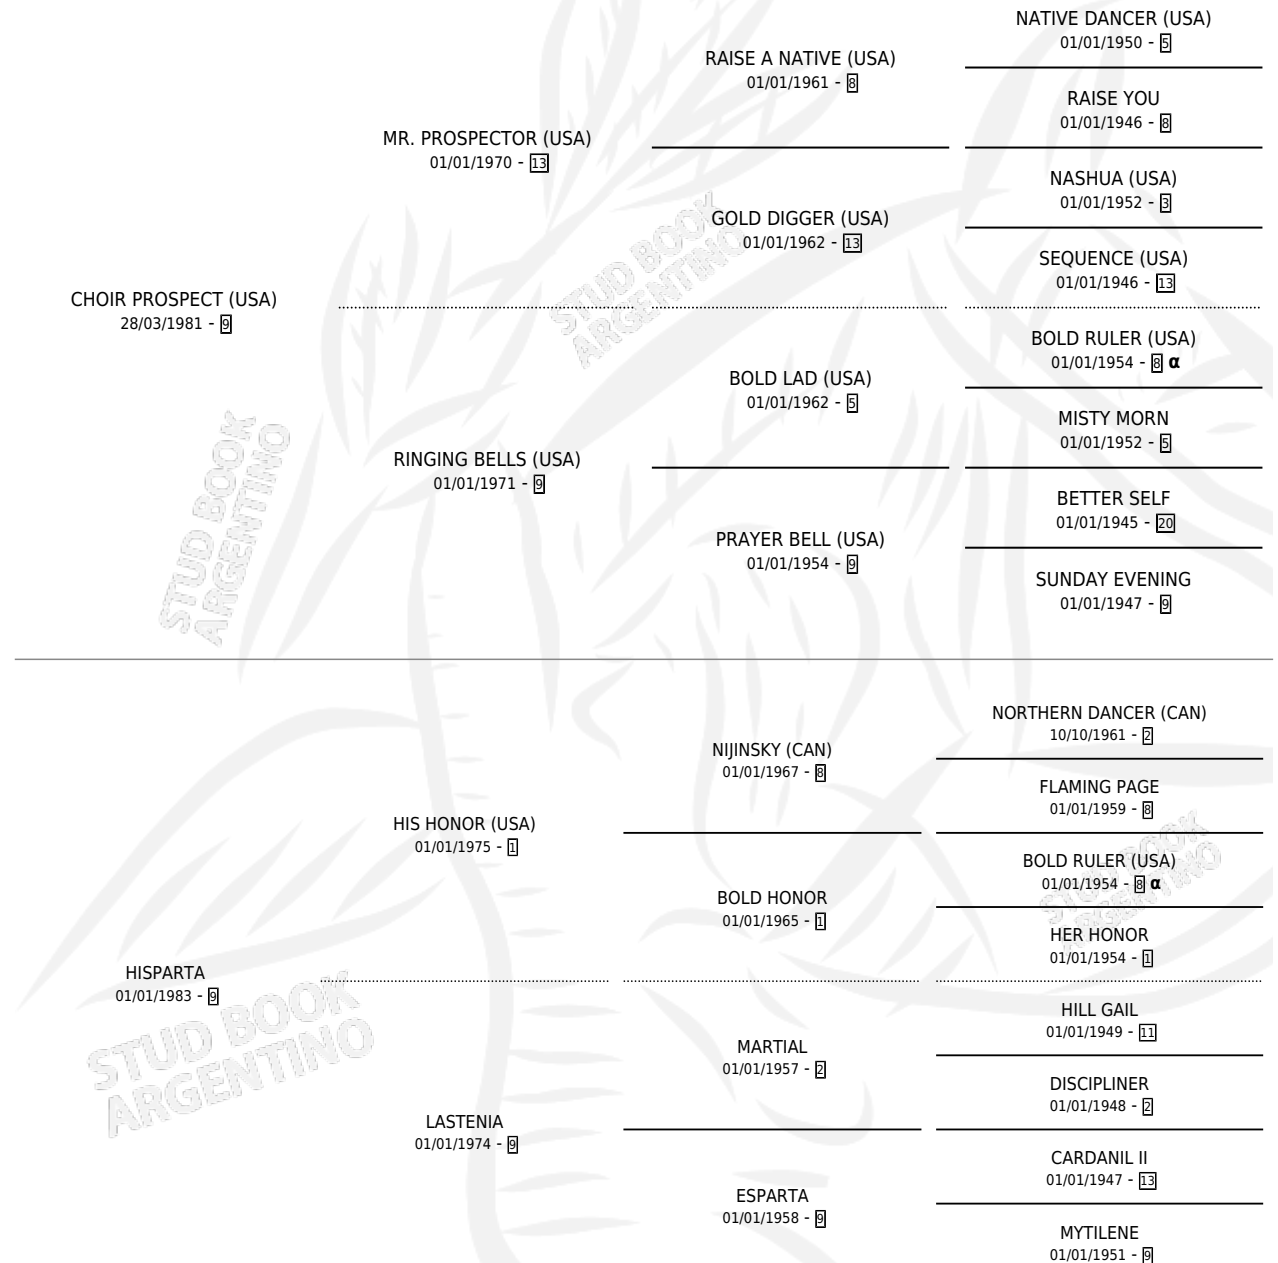 NATIVE DANCER (USA)
01/01/1950 - 5
RAISE A NATIVE (USA)
01/01/1961 - 8
RAISE YOU
01/01/1946 - 8
MR. PROSPECTOR (USA)
01/01/1970 - 13
NASHUA (USA)
01/01/1952 - 3
GOLD DIGGER (USA)
01/01/1962 - 13
SEQUENCE (USA)
01/01/1946 - 13
CHOIR PROSPECT (USA)
28/03/1981 - 9
BOLD RULER (USA)
01/01/1954 - 8 α
BOLD LAD (USA)
01/01/1962 - 5
MISTY MORN
01/01/1952 - 5
RINGING BELLS (USA)
01/01/1971 - 9
BETTER SELF
01/01/1945 - 20
PRAYER BELL (USA)
01/01/1954 - 9
SUNDAY EVENING
01/01/1947 - 9
NORTHERN DANCER (CAN)
10/10/1961 - 2
NIJINSKY (CAN)
01/01/1967 - 8
FLAMING PAGE
01/01/1959 - 8
HIS HONOR (USA)
01/01/1975 - 1
BOLD RULER (USA)
01/01/1954 - 8 α
BOLD HONOR
01/01/1965 - 1
HER HONOR
01/01/1954 - 1
HISPARTA
01/01/1983 - 9
HILL GAIL
01/01/1949 - 11
MARTIAL
01/01/1957 - 2
DISCIPLINER
01/01/1948 - 2
LASTENIA
01/01/1974 - 9
CARDANIL II
01/01/1947 - 13
ESPARTA
01/01/1958 - 9
MYTILENE
01/01/1951 - 9
STUD BOOK
ARGENTINO
STUD BOOK
ARGENTINO
STUD BOOK
ARGENTINO
STUD BOOK
ARGENTINO